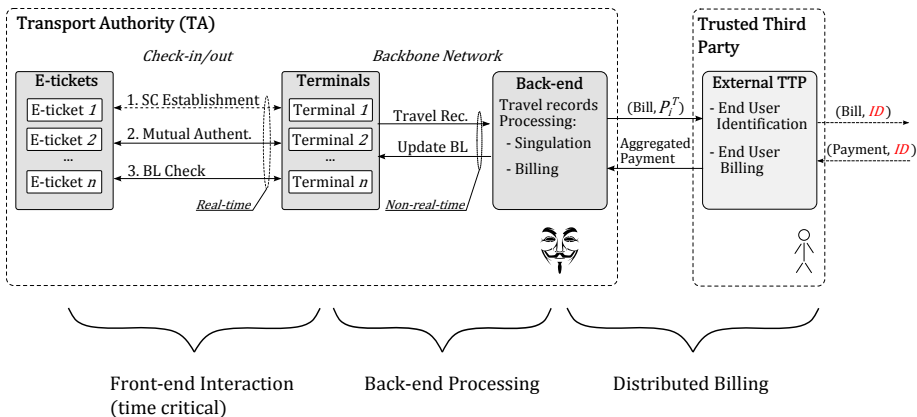 Transport Authority (TA)
Trusted Third
Party
Check-in/out
Backbone Network
E-tickets
E-ticket 1
E-ticket 2
...
E-ticket n
1. SC Establishment
2. Mutual Authent.
3. BL Check
Real-time
Terminals
Terminal 1
Terminal 2
...
Terminal n
Travel Rec.
Update BL
Non-real-time
Back-end
Travel records
Processing:
- Singulation
- Billing
(Bill, P_i^T)
Aggregated
Payment
External TTP
- End User
Identification
- End User
Billing
(Bill, ID)
(Payment, ID)
Front-end Interaction
(time critical)
Back-end Processing
Distributed Billing